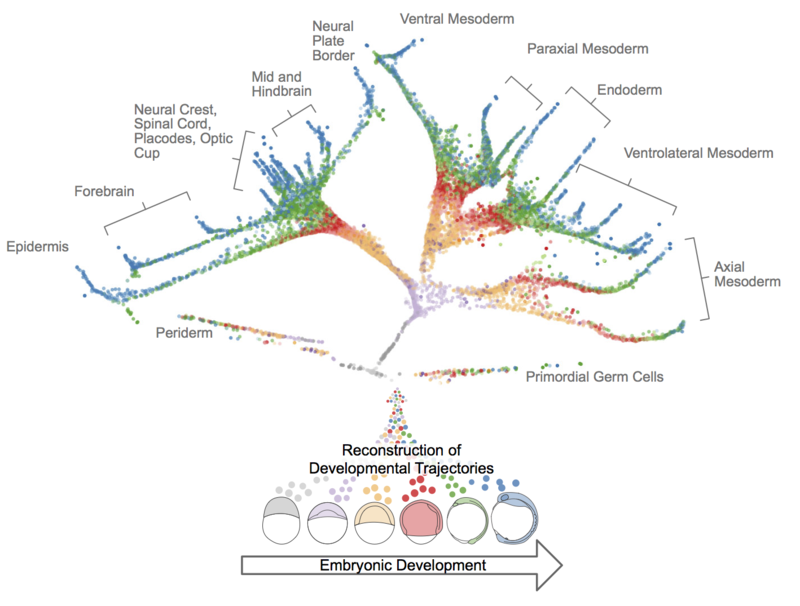 Ventral Mesoderm
Neural
Plate
Border
Paraxial Mesoderm
Mid and
Hindbrain
Endoderm
Neural Crest,
Spinal Cord,
Placodes, Optic
Cup
Ventrolateral Mesoderm
Forebrain
Epidermis
Axial
Mesoderm
Periderm
Primordial Germ Cells
Reconstruction of
Developmental Trajectories
Embryonic Development